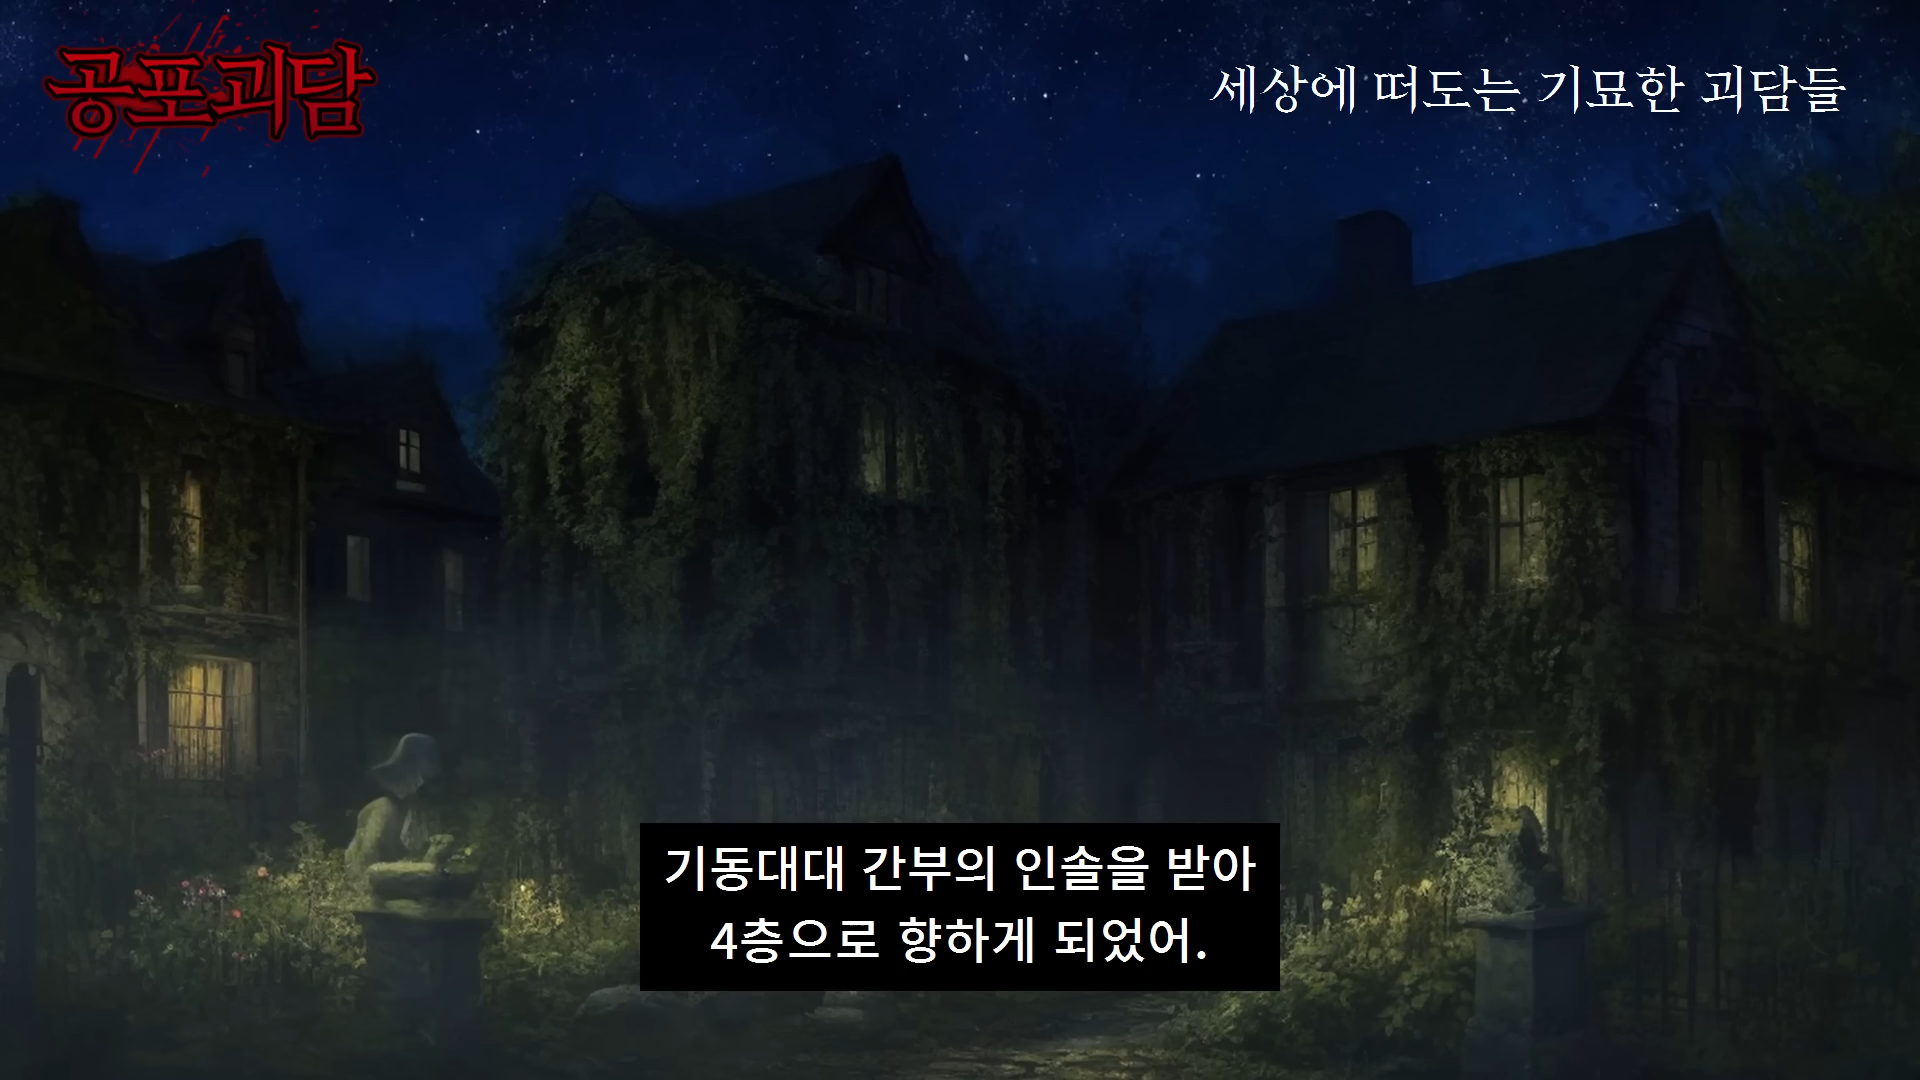 공포괴담
세상에 떠도는 기묘한 괴담들
기동대대 간부의 인솔을 받아
4층으로 향하게 되었어.